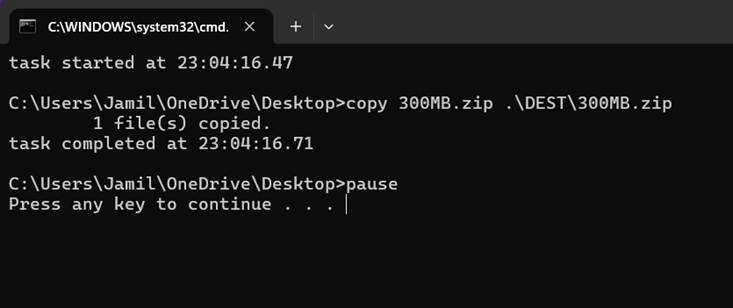 C:\WINDOWS\system32\cmd.
task started at 23:04:16.47
C:\Users\Jamil\OneDrive\Desktop>copy 300MB.zip .\DEST\300MB.zip
        1 file(s) copied.
task completed at 23:04:16.71
C:\Users\Jamil\OneDrive\Desktop>pause
Press any key to continue . . .